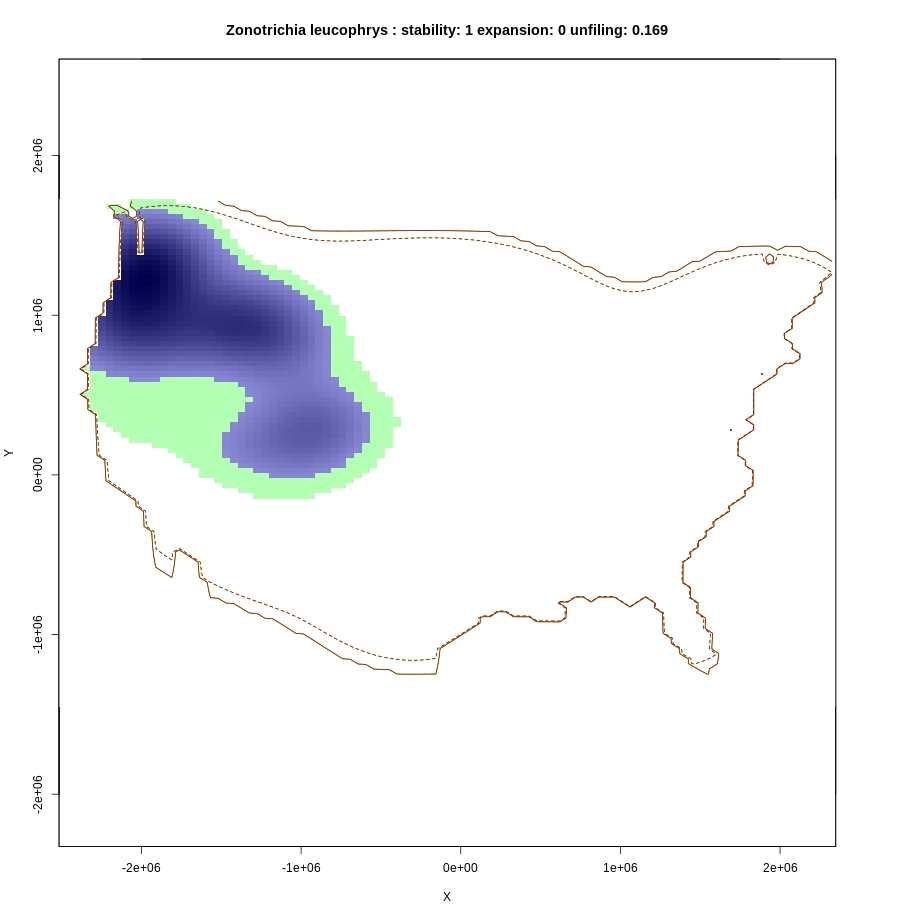 Zonotrichia leucophrys : stability: 1 expansion: 0 unfiling: 0.169
2e+06
1e+06
0e+00
-1e+06
-2e+06
Y
-2e+06 -1e+06 0e+00 1e+06 2e+06
X